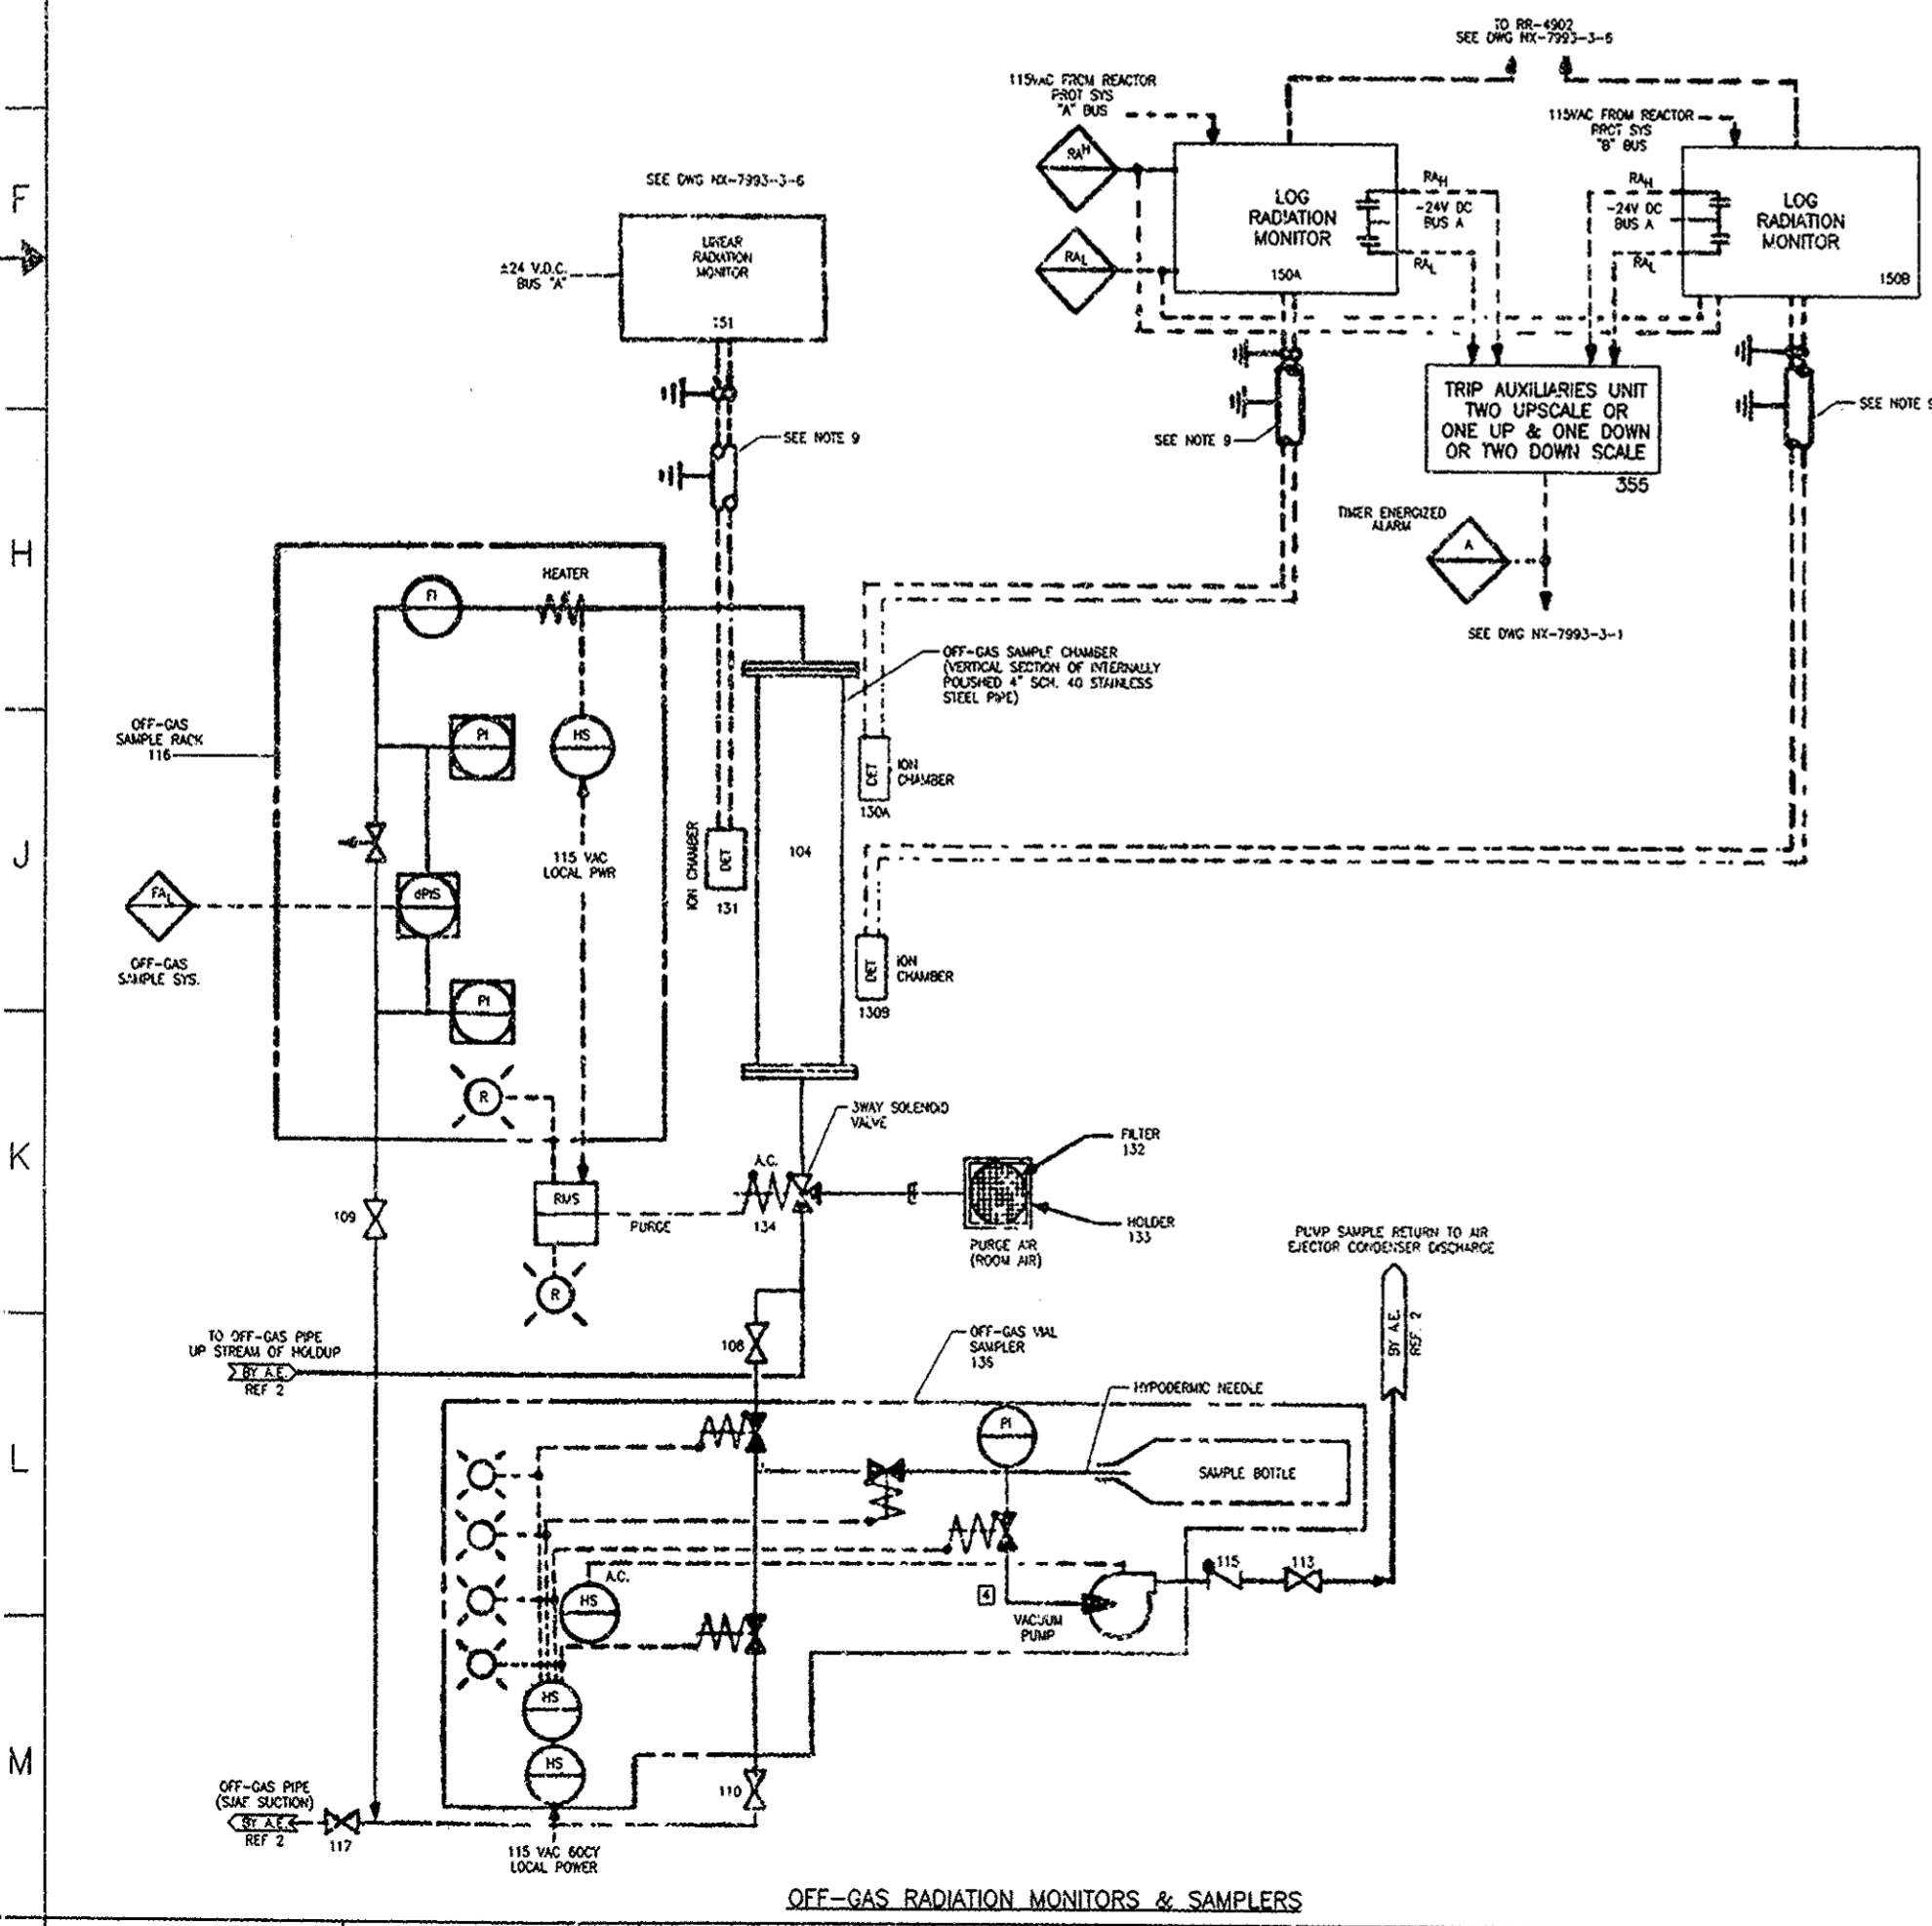 TO RR-4902
SEE DWG NX-7993-3-6
115VAC FROM REACTOR
PROT SYS
"A" BUS
115VAC FROM REACTOR
PROT SYS
"B" BUS
F
SEE DWG NX-7993-3-6
LINEAR
RADIATION
MONITOR
151
±24 V.D.C.
BUS "A"
RAH
RAL
LOG
RADIATION
MONITOR
150A
RAH
-24V DC
BUS A
RAL
RAH
-24V DC
BUS A
RAL
LOG
RADIATION
MONITOR
150B
SEE NOTE 9
SEE NOTE 9
SEE NOTE 9
TRIP AUXILIARIES UNIT
TWO UPSCALE OR
ONE UP & ONE DOWN
OR TWO DOWN SCALE
355
H
TIMER ENERGIZED
ALARM
A
SEE DWG NX-7993-3-1
FI
HEATER
OFF-GAS SAMPLE CHAMBER
(VERTICAL SECTION OF INTERNALLY
POLISHED 4" SCH. 40 STAINLESS
STEEL PIPE)
OFF-GAS
SAMPLE RACK
116
PI
HS
DET
ION
CHAMBER
130A
J
115 VAC
LOCAL PWR
ION CHAMBER
DET
131
104
FAL
OFF-GAS
SAMPLE SYS.
dPIS
DET
ION
CHAMBER
130B
PI
R
K
3WAY SOLENOID
VALVE
FILTER
132
A.C.
134
RMS
PURGE
109
HOLDER
133
PURGE AIR
(ROOM AIR)
R
PUMP SAMPLE RETURN TO AIR
EJECTOR CONDENSER DISCHARGE
BY A.E.
REF. 2
TO OFF-GAS PIPE
UP STREAM OF HOLDUP
BY A.E.
REF 2
108
OFF-GAS VIAL
SAMPLER
136
HYPODERMIC NEEDLE
L
PI
SAMPLE BOTTLE
A.C.
HS
4
VACUUM
PUMP
115
113
HS
HS
M
110
OFF-GAS PIPE
(SJAE SUCTION)
BY A.E.
REF 2
117
115 VAC 60CY
LOCAL POWER
OFF-GAS RADIATION MONITORS & SAMPLERS